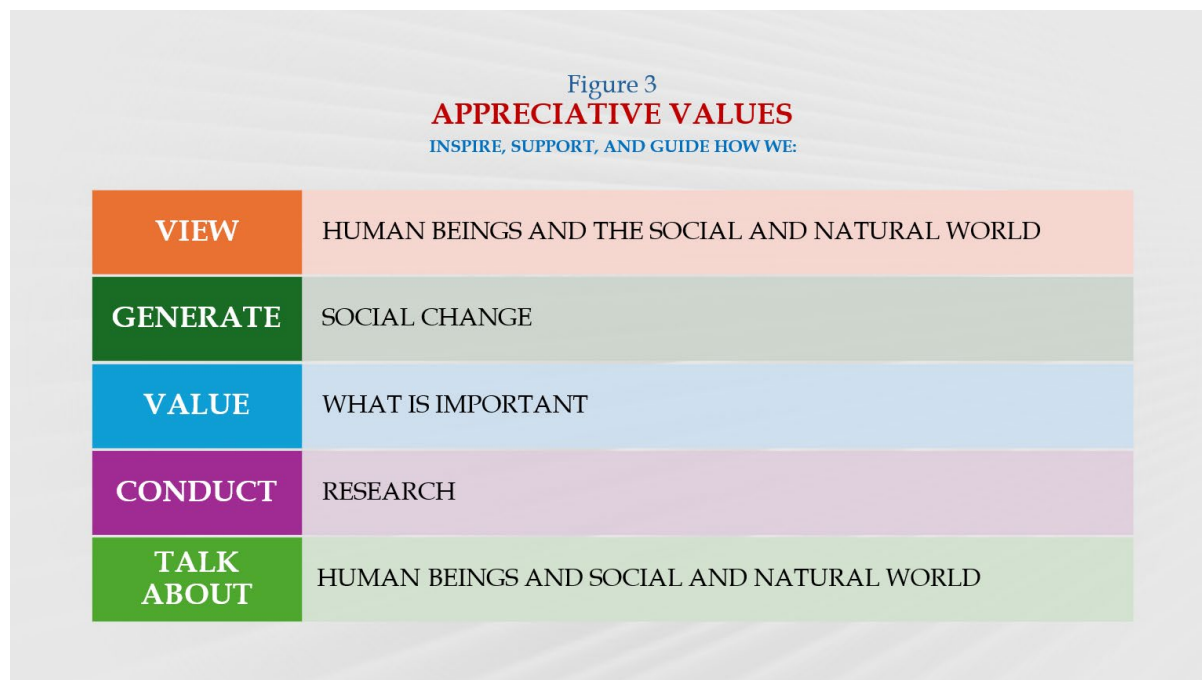 Figure 3
APPRECIATIVE VALUES
INSPIRE, SUPPORT, AND GUIDE HOW WE:
VIEW HUMAN BEINGS AND THE SOCIAL AND NATURAL WORLD
GENERATE SOCIAL CHANGE
VALUE WHAT IS IMPORTANT
CONDUCT RESEARCH
TALK
ABOUT
HUMAN BEINGS AND SOCIAL AND NATURAL WORLD